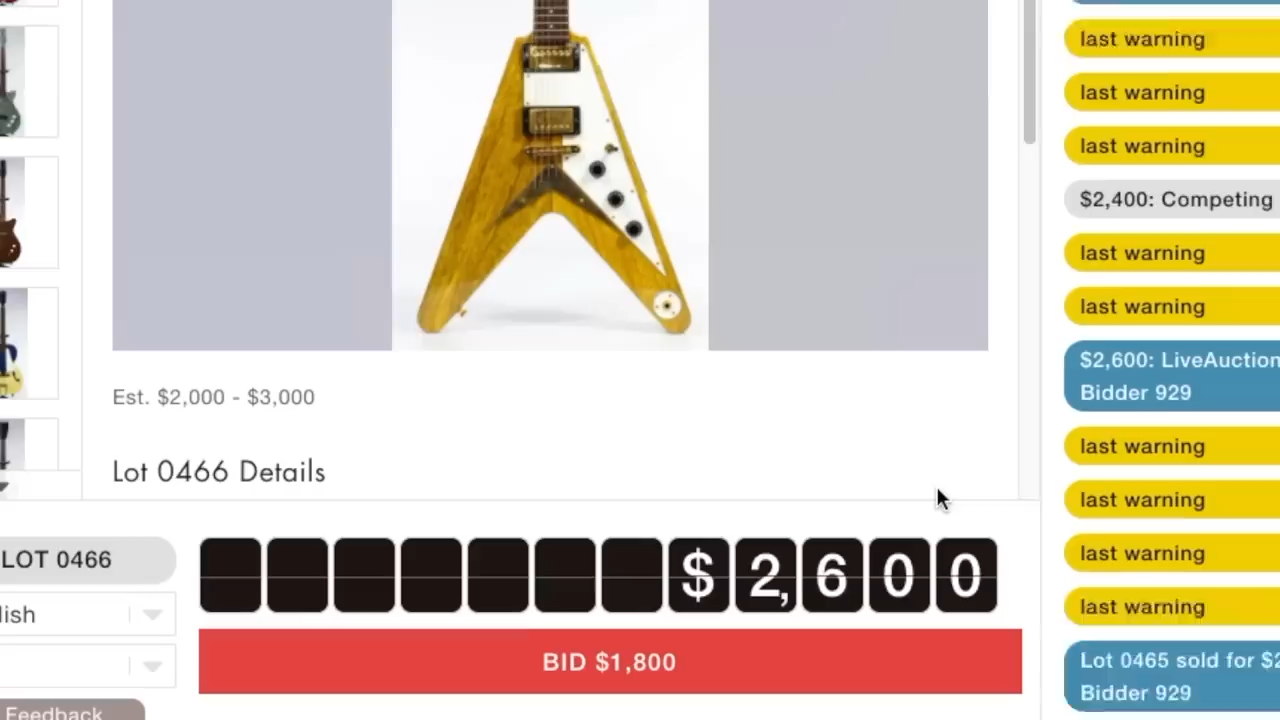 Est. $2,000 - $3,000
Lot 0466 Details
LOT 0466
lish
Feedback
$2,600
BID $1,800
last warning
last warning
last warning
$2,400: Competing
last warning
last warning
$2,600: LiveAuction
Bidder 929
last warning
last warning
last warning
last warning
Lot 0465 sold for $2
Bidder 929